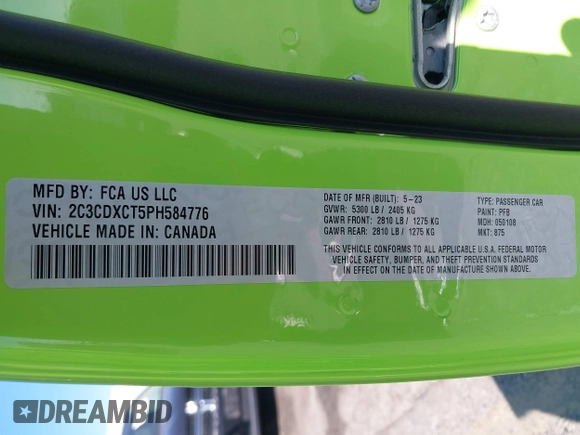 MFD BY: FCA US LLC
VIN: 2C3CDXCT5PH584776
VEHICLE MADE IN: CANADA
DATE OF MFR (BUILT): 5-23
GVWR: 5300 LB / 2405 KG
GAWR FRONT: 2810 LB / 1275 KG
GAWR REAR: 2810 LB / 1275 KG
TYPE: PASSENGER CAR
PAINT: PFB
MDH: 050108
MKT: 875
THIS VEHICLE CONFORMS TO ALL APPLICABLE U.S.A. FEDERAL MOTOR
VEHICLE SAFETY, BUMPER, AND THEFT PREVENTION STANDARDS
IN EFFECT ON THE DATE OF MANUFACTURE SHOWN ABOVE.
DREAMBID